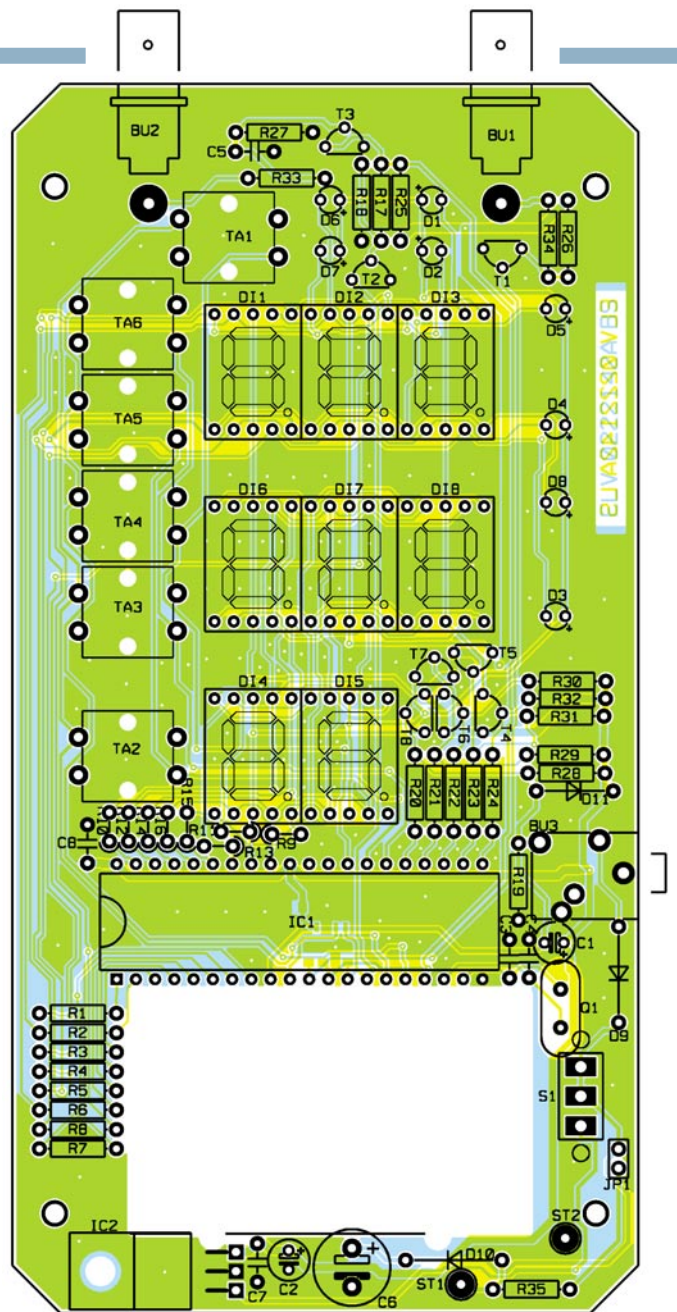 BU2
BU1
T3
R27
C5
R33
D6
R18
R17
R25
D1
R34
R26
TA1
D7
T2
D2
T1
TA6
DI1
DI2
DI3
D5
TA5
D4
TA4
DI6
DI7
DI8
D8
TA3
D3
T7
T5
TA2
DI4
DI5
T8
T6
T4
R30
R32
R31
R29
R28
D11
R20
R21
R22
R23
R24
R15
C8
R13
R9
BU3
R19
IC1
C3
C1
Q1
D9
R1
R2
R3
R4
R5
R6
R8
R7
S1
JP1
IC2
ST2
C7
C2
C6
+
D10
ST1
R35